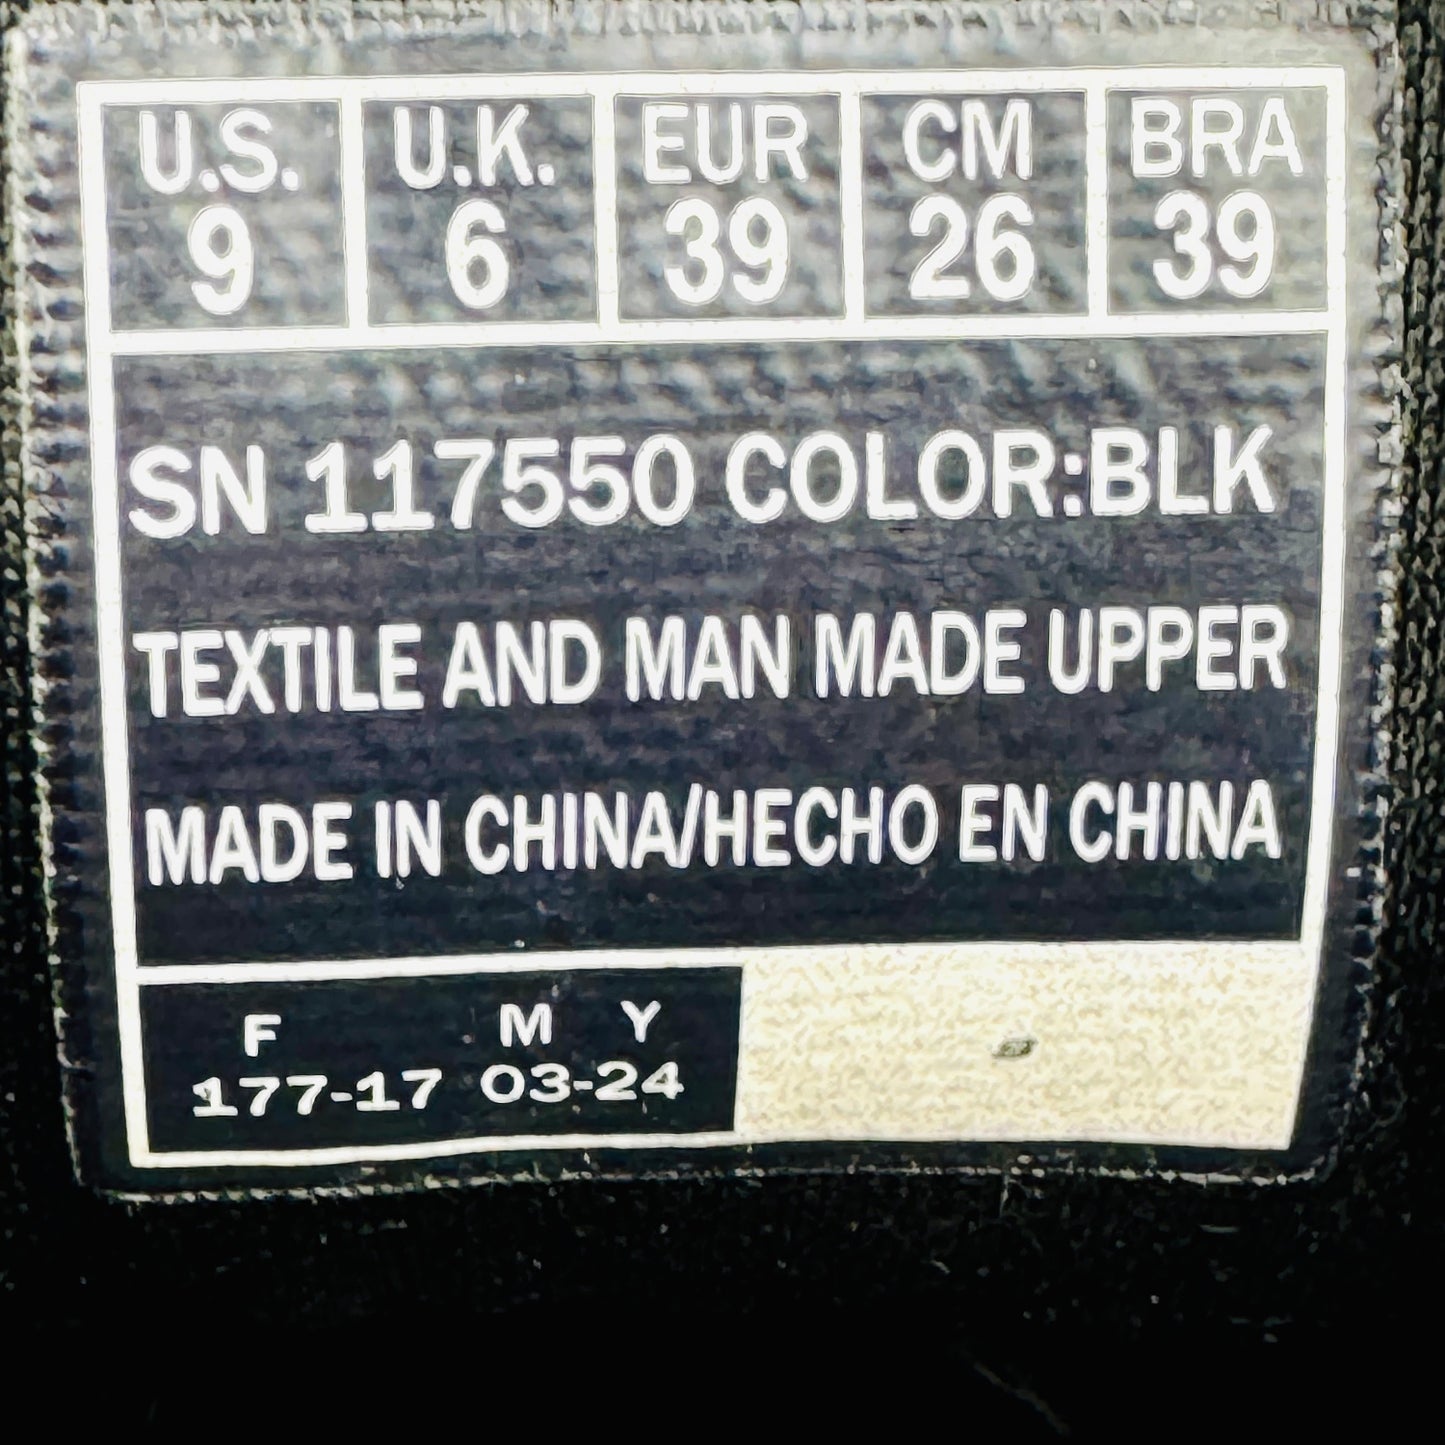 U.S. U.K. EUR CM BRA
9 6 39 26 39
SN 117550 COLOR:BLK
TEXTILE AND MAN MADE UPPER
MADE IN CHINA/HECHO EN CHINA
F M Y
177-17 03-24